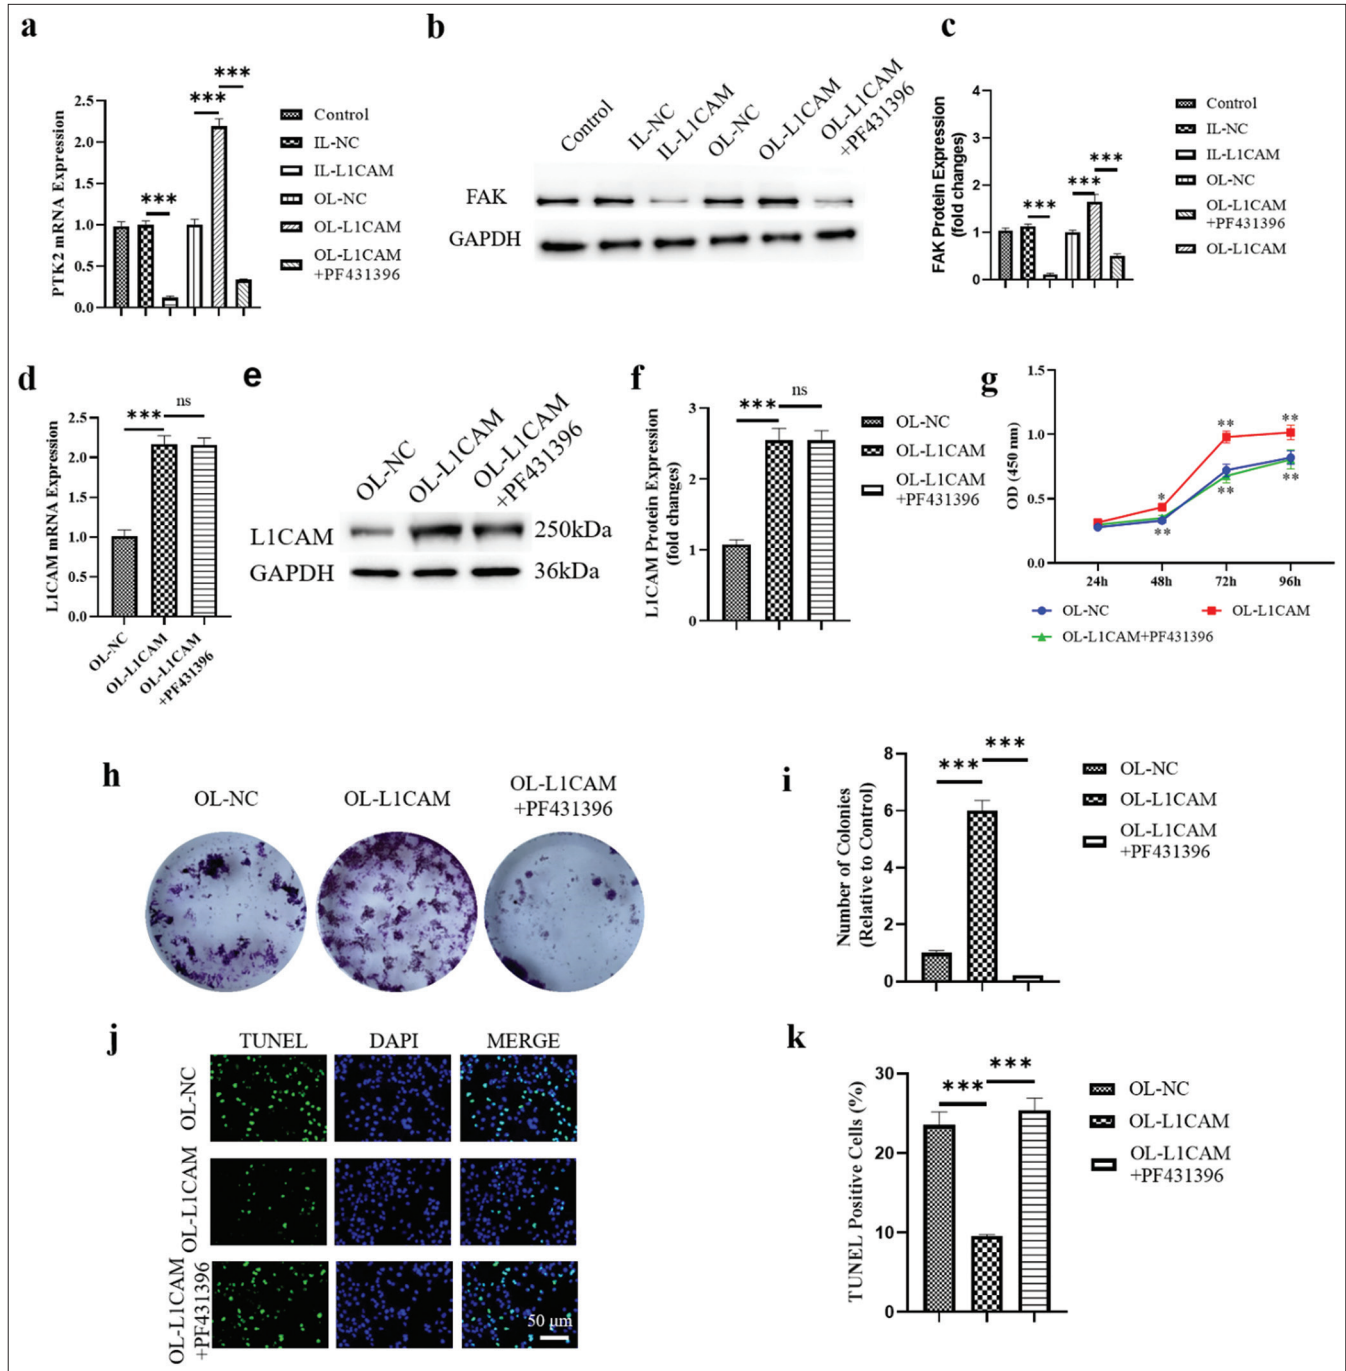 a
PTK2 mRNA Expression
2.5
2.0
1.5
1.0
0.5
0.0
***
***
***
Control
IL-NC
IL-L1CAM
OL-NC
OL-L1CAM
OL-L1CAM
+PF431396
b
Control
IL-NC
IL-L1CAM
OL-NC
OL-L1CAM
OL-L1CAM
+PF431396
FAK
GAPDH
c
FAK Protein Expression
(fold changes)
4
3
2
1
0
***
***
***
Control
IL-NC
IL-L1CAM
OL-NC
OL-L1CAM
+PF431396
OL-L1CAM
d
L1CAM mRNA Expression
2.5
2.0
1.5
1.0
0.5
0.0
***
ns
OL-NC
OL-L1CAM
OL-L1CAM
+PF431396
e
OL-NC
OL-L1CAM
OL-L1CAM
+PF431396
L1CAM
250kDa
GAPDH
36kDa
f
L1CAM Protein Expression
(fold changes)
3
2
1
0
***
ns
OL-NC
OL-L1CAM
OL-L1CAM
+PF431396
g
OD (450 nm)
1.5
1.0
0.5
0.0
*
**
**
**
**
**
24h
48h
72h
96h
OL-NC
OL-L1CAM
OL-L1CAM+PF431396
h
OL-NC
OL-L1CAM
OL-L1CAM
+PF431396
i
Number of Colonies
(Relative to Control)
8
6
4
2
0
***
***
OL-NC
OL-L1CAM
OL-L1CAM
+PF431396
j
TUNEL
DAPI
MERGE
OL-NC
OL-L1CAM
OL-L1CAM
+PF431396
50 μm
k
TUNEL Positive Cells (%)
30
20
10
0
***
***
OL-NC
OL-L1CAM
OL-L1CAM
+PF431396